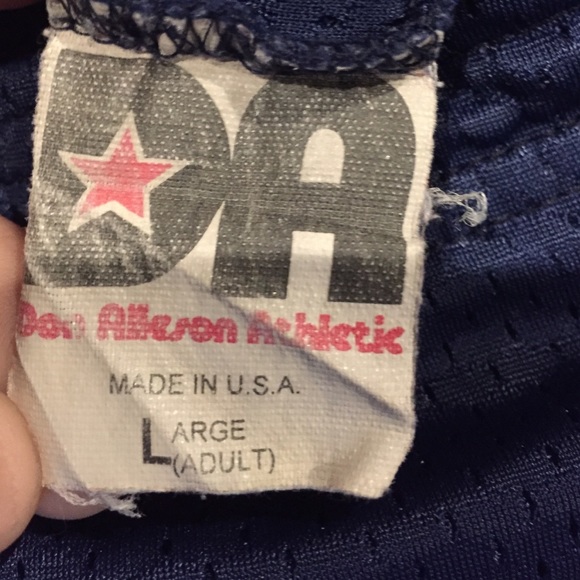 DA
Don Alleson Athletic
MADE IN U.S.A.
LARGE
(ADULT)